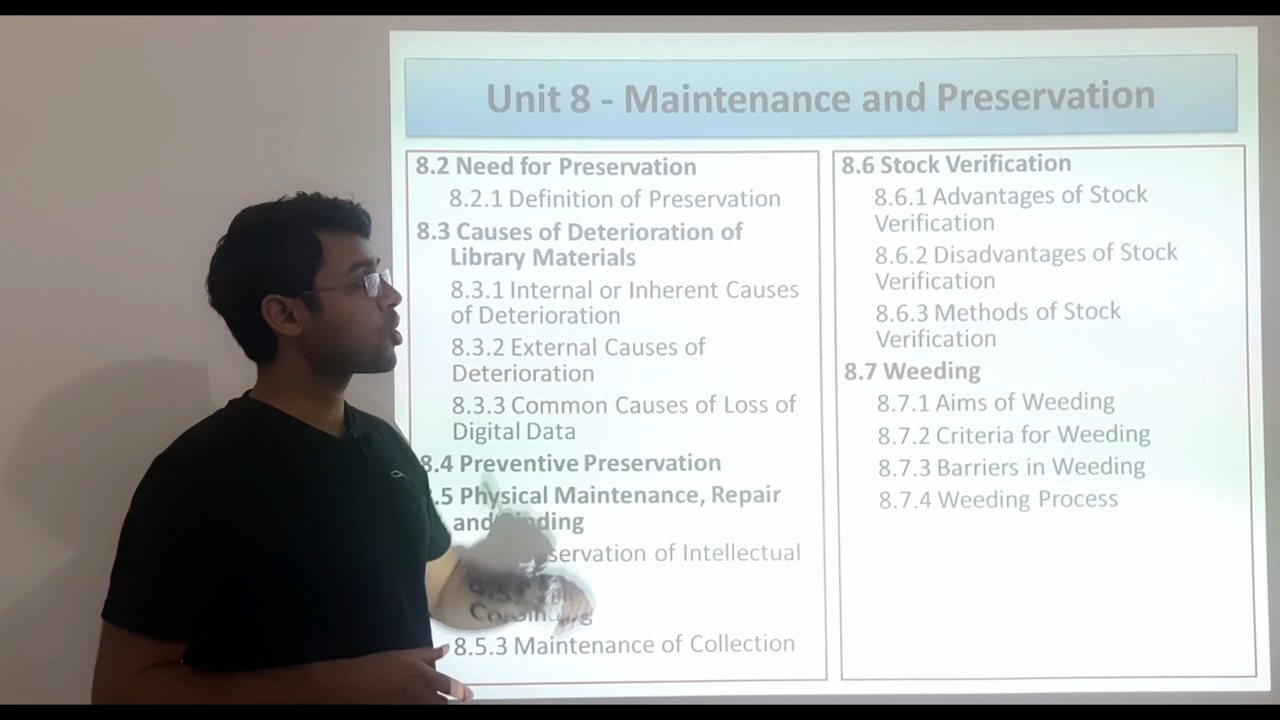 Unit 8 - Maintenance and Preservation
8.2 Need for Preservation
8.2.1 Definition of Preservation
8.3 Causes of Deterioration of
Library Materials
8.3.1 Internal or Inherent Causes
of Deterioration
8.3.2 External Causes of
Deterioration
8.3.3 Common Causes of Loss of
Digital Data
8.4 Preventive Preservation
.5 Physical Maintenance, Repair
and
of Intellectual
8.5.3 Maintenance of Collection
8.6 Stock Verification
8.6.1 Advantages of Stock
Verification
8.6.2 Disadvantages of Stock
Verification
8.6.3 Methods of Stock
Verification
8.7 Weeding
8.7.1 Aims of Weeding
8.7.2 Criteria for Weeding
8.7.3 Barriers in Weeding
8.7.4 Weeding Process